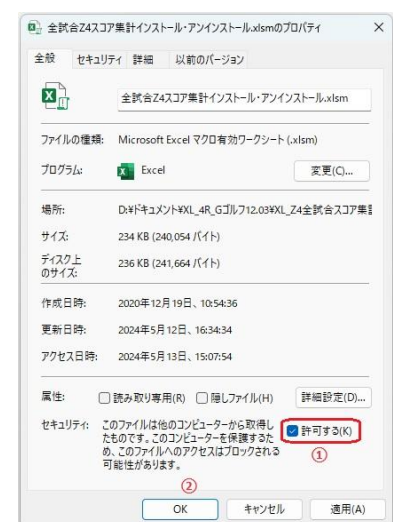 全試合Z4スコア集計インストール・アンインストール.xlsmのプロパティ
全般 セキュリティ 詳細 以前のバージョン
全試合Z4スコア集計インストール・アンインストール.xlsm
ファイルの種類: Microsoft Excel マクロ有効ワークシート (.xlsm)
プログラム: Excel 変更(C)...
場所: D:¥ドキュメント¥XL_4R_Gゴルフ12.03¥XL_Z4全試合スコア集
サイズ: 234 KB (240,054 バイト)
ディスク上
のサイズ: 236 KB (241,664 バイト)
作成日時: 2020年12月19日、10:54:36
更新日時: 2024年5月12日、16:34:34
アクセス日時: 2024年5月13日、15:07:54
属性: 読み取り専用(R) 隠しファイル(H) 詳細設定(D)...
セキュリティ: このファイルは他のコンピューターから取得し
たものです。このコンピューターを保護するた
め、このファイルへのアクセスはブロックされる
可能性があります。
許可する(K)
①
②
OK キャンセル 適用(A)